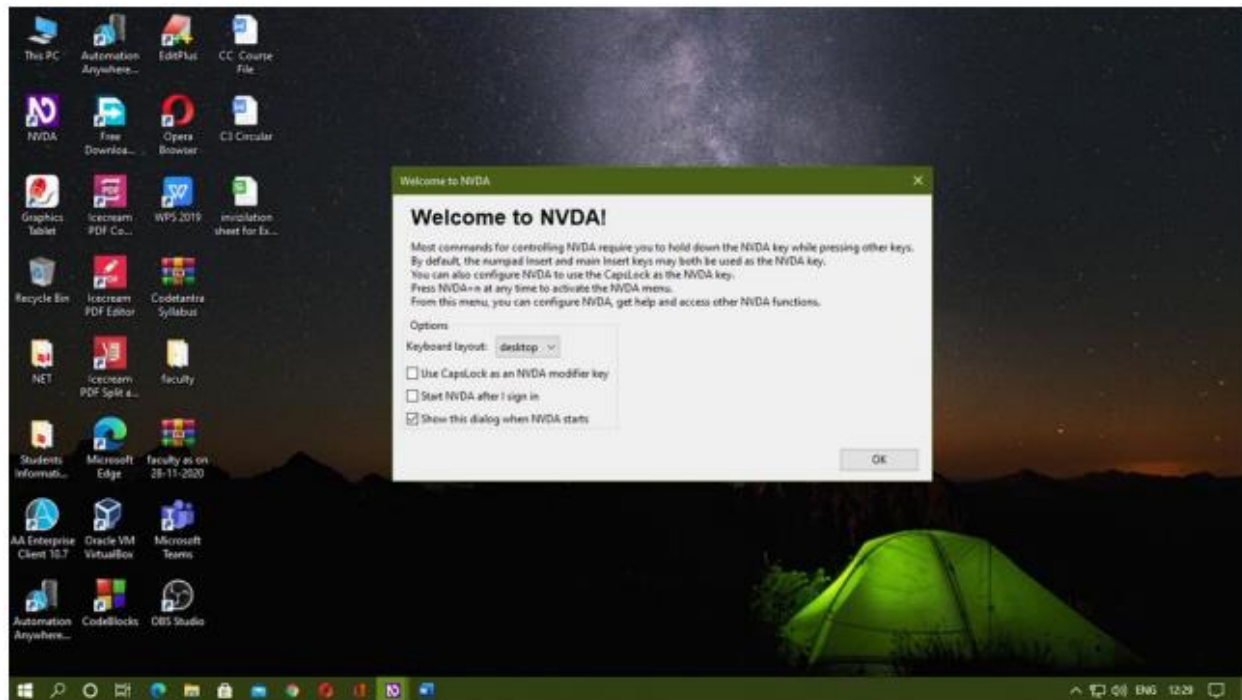 This PC
Automation
Anywhere...
EditPlus
CC Course
File
NVDA
Free
Downloa...
Opera
Browser
C3 Circular
Graphics
Tablet
Icecream
PDF Co...
WPS 2019
invizilation
sheet for Ex...
Recycle Bin
Icecream
PDF Editor
Codetantra
Syllabus
NET
Icecream
PDF Split a...
faculty
Students
Informati...
Microsoft
Edge
faculty as on
28-11-2020
AA Enterprise
Client 10.7
Oracle VM
VirtualBox
Microsoft
Teams
Automation
Anywhere...
CodeBlocks
OBS Studio
Welcome to NVDA
Welcome to NVDA!
Most commands for controlling NVDA require you to hold down the NVDA key while pressing other keys.
By default, the numpad Insert and main Insert keys may both be used as the NVDA key.
You can also configure NVDA to use the CapsLock as the NVDA key.
Press NVDA+n at any time to activate the NVDA menu.
From this menu, you can configure NVDA, get help and access other NVDA functions.
Options
Keyboard layout: desktop
Use CapsLock as an NVDA modifier key
Start NVDA after I sign in
Show this dialog when NVDA starts
OK
ENG 12:29